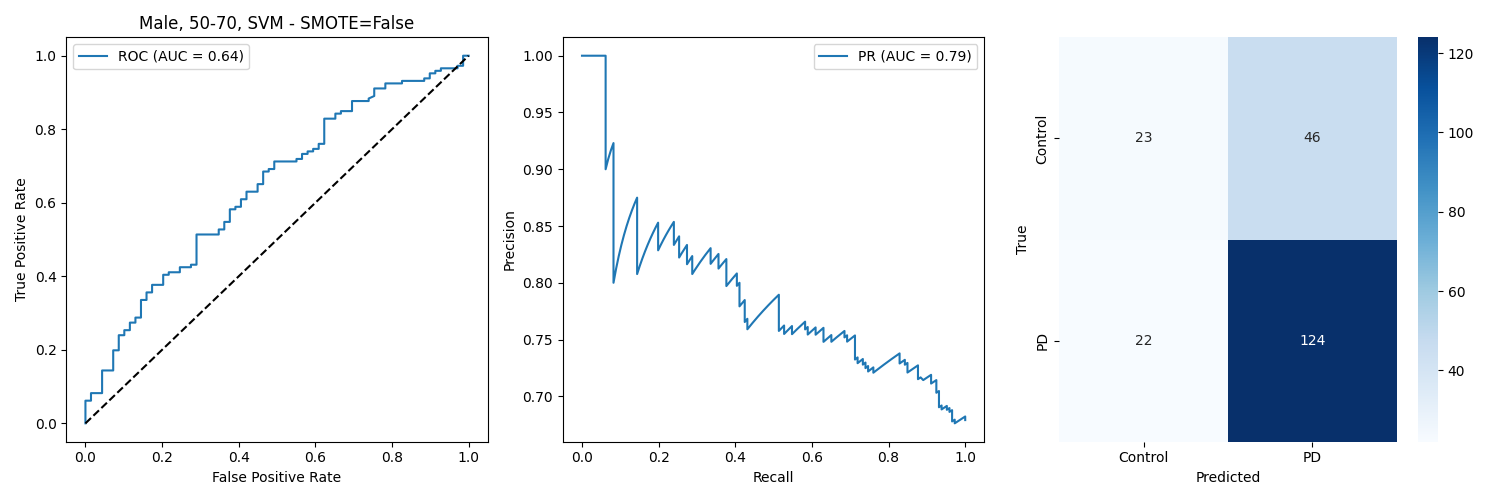 Male, 50-70, SVM - SMOTE=False
ROC (AUC = 0.64)
True Positive Rate
1.0
0.8
0.6
0.4
0.2
0.0
0.0 0.2 0.4 0.6 0.8 1.0
False Positive Rate
PR (AUC = 0.79)
Precision
1.00
0.95
0.90
0.85
0.80
0.75
0.70
0.0 0.2 0.4 0.6 0.8 1.0
Recall
True
Control
23 46
PD
22 124
Control PD
Predicted
120
100
80
60
40